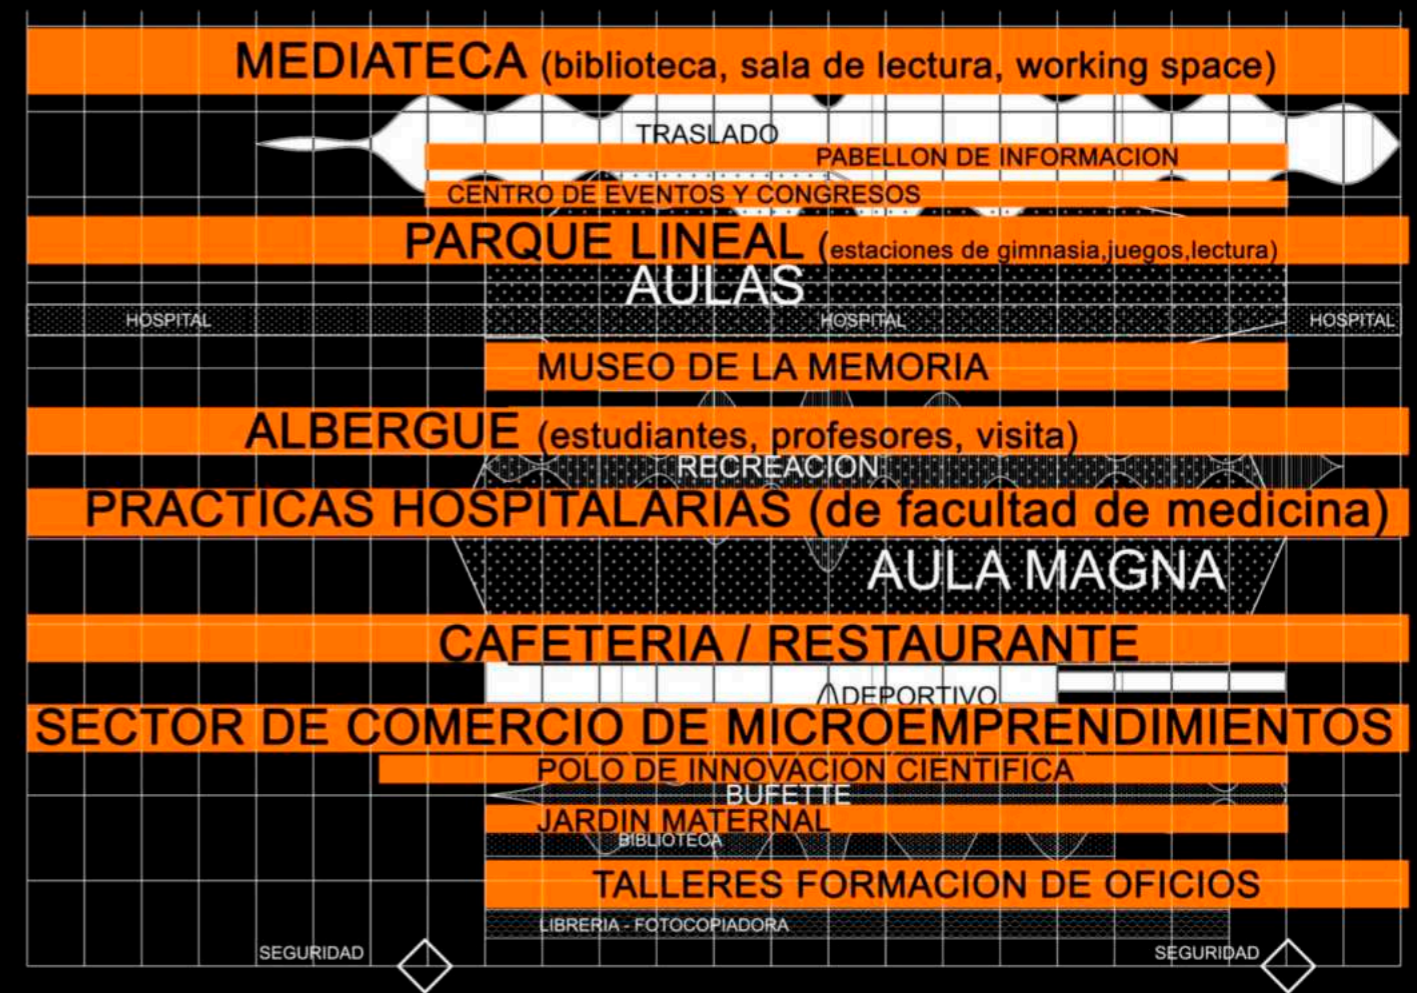 MEDIATECA (biblioteca, sala de lectura, working space)
TRASLADO
PABELLON DE INFORMACION
CENTRO DE EVENTOS Y CONGRESOS
PARQUE LINEAL (estaciones de gimnasia,juegos,lectura)
AULAS
HOSPITAL HOSPITAL HOSPITAL
MUSEO DE LA MEMORIA
ALBERGUE (estudiantes, profesores, visita)
RECREACION
PRACTICAS HOSPITALARIAS (de facultad de medicina)
AULA MAGNA
CAFETERIA / RESTAURANTE
DEPORTIVO
SECTOR DE COMERCIO DE MICROEMPRENDIMIENTOS
POLO DE INNOVACION CIENTIFICA
BUFETTE
JARDIN MATERNAL
BIBLIOTECA
TALLERES FORMACION DE OFICIOS
LIBRERIA - FOTOCOPIADORA
SEGURIDAD SEGURIDAD